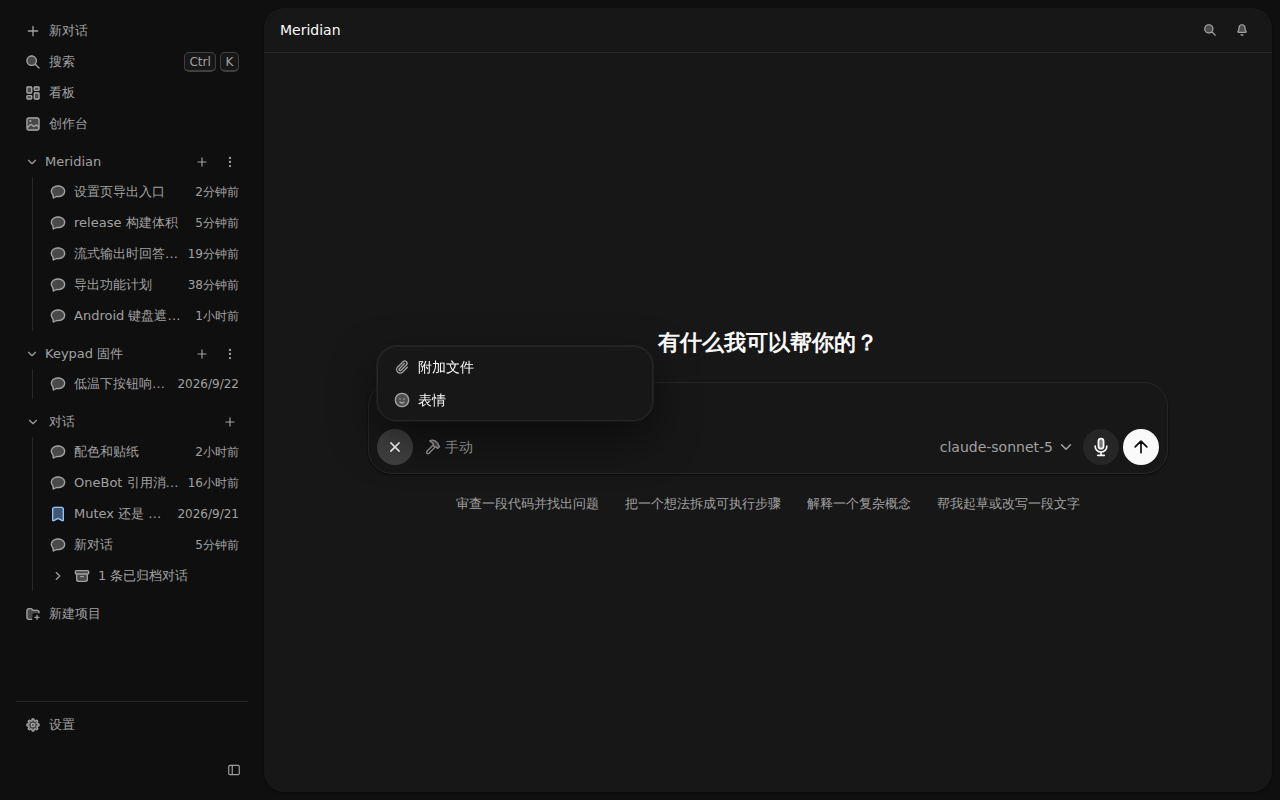 新对话
搜索 Ctrl K
看板
创作台
Meridian
设置页导出入口 2分钟前
release 构建体积 5分钟前
流式输出时回答… 19分钟前
导出功能计划 38分钟前
Android 键盘遮… 1小时前
Keypad 固件
低温下按钮响… 2026/9/22
对话
配色和贴纸 2小时前
OneBot 引用消… 16小时前
Mutex 还是 … 2026/9/21
新对话 5分钟前
1 条已归档对话
新建项目
设置
Meridian
有什么我可以帮你的？
附加文件
表情
手动
claude-sonnet-5
审查一段代码并找出问题 把一个想法拆成可执行步骤 解释一个复杂概念 帮我起草或改写一段文字